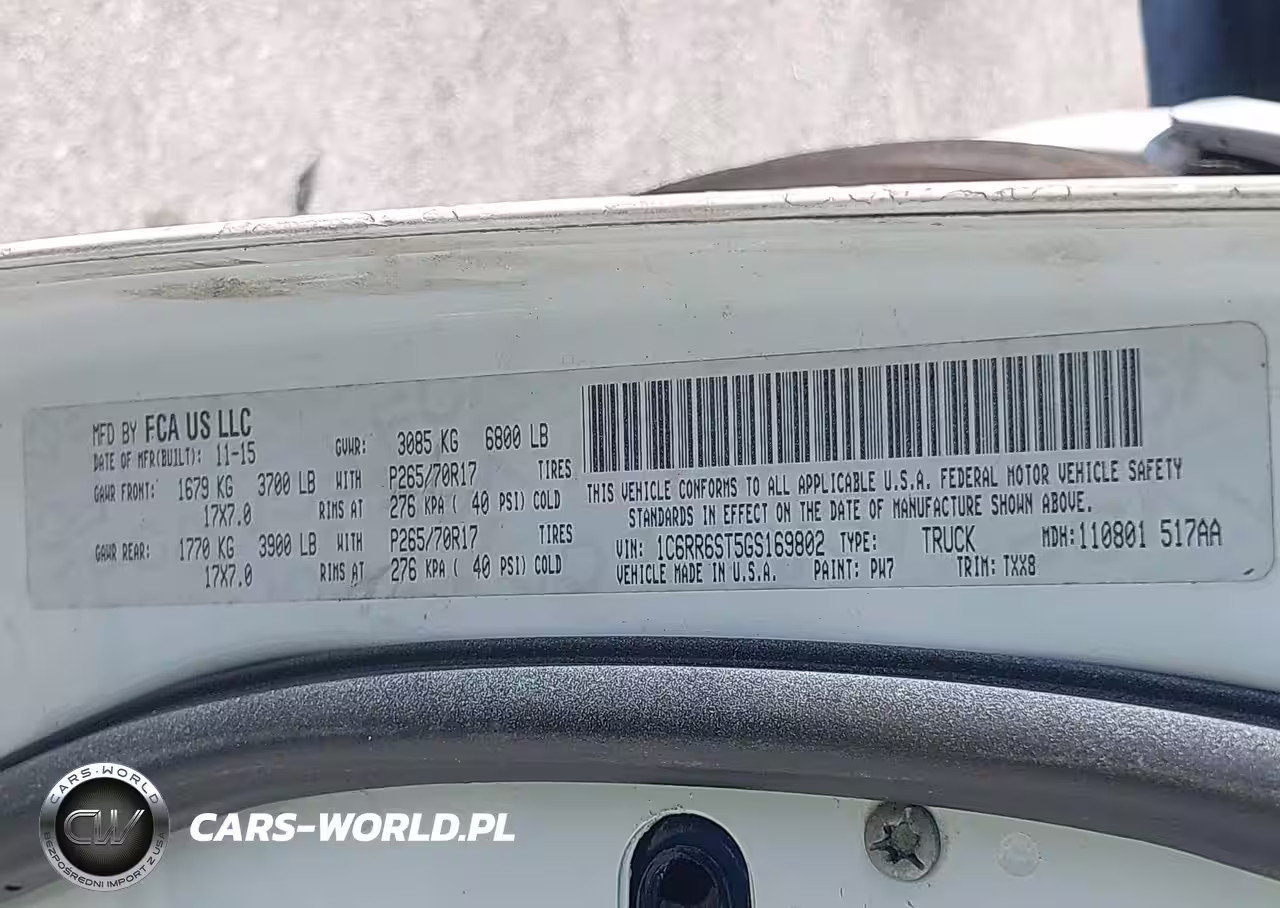 MFD BY FCA US LLC
DATE OF MFR(BUILT): 11-15
GVWR: 3085 KG 6800 LB
GAWR FRONT: 1679 KG 3700 LB WITH P265/70R17 TIRES
17X7.0 RIMS AT 276 KPA ( 40 PSI) COLD
GAWR REAR: 1770 KG 3900 LB WITH P265/70R17 TIRES
17X7.0 RIMS AT 276 KPA ( 40 PSI) COLD
THIS VEHICLE CONFORMS TO ALL APPLICABLE U.S.A. FEDERAL MOTOR VEHICLE SAFETY
STANDARDS IN EFFECT ON THE DATE OF MANUFACTURE SHOWN ABOVE.
VIN: 1C6RR6ST5GS169802 TYPE: TRUCK MDH: 110801 517AA
VEHICLE MADE IN U.S.A. PAINT: PW7 TRIM: TXX8
CARS-WORLD
CW
BEZPOŚREDNI IMPORT Z USA
CARS-WORLD.PL